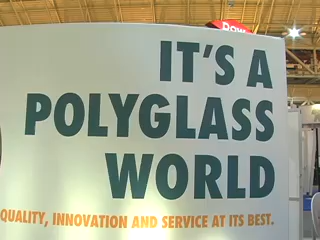 IT'S A
POLYGLASS
WORLD
QUALITY, INNOVATION AND SERVICE AT ITS BEST.